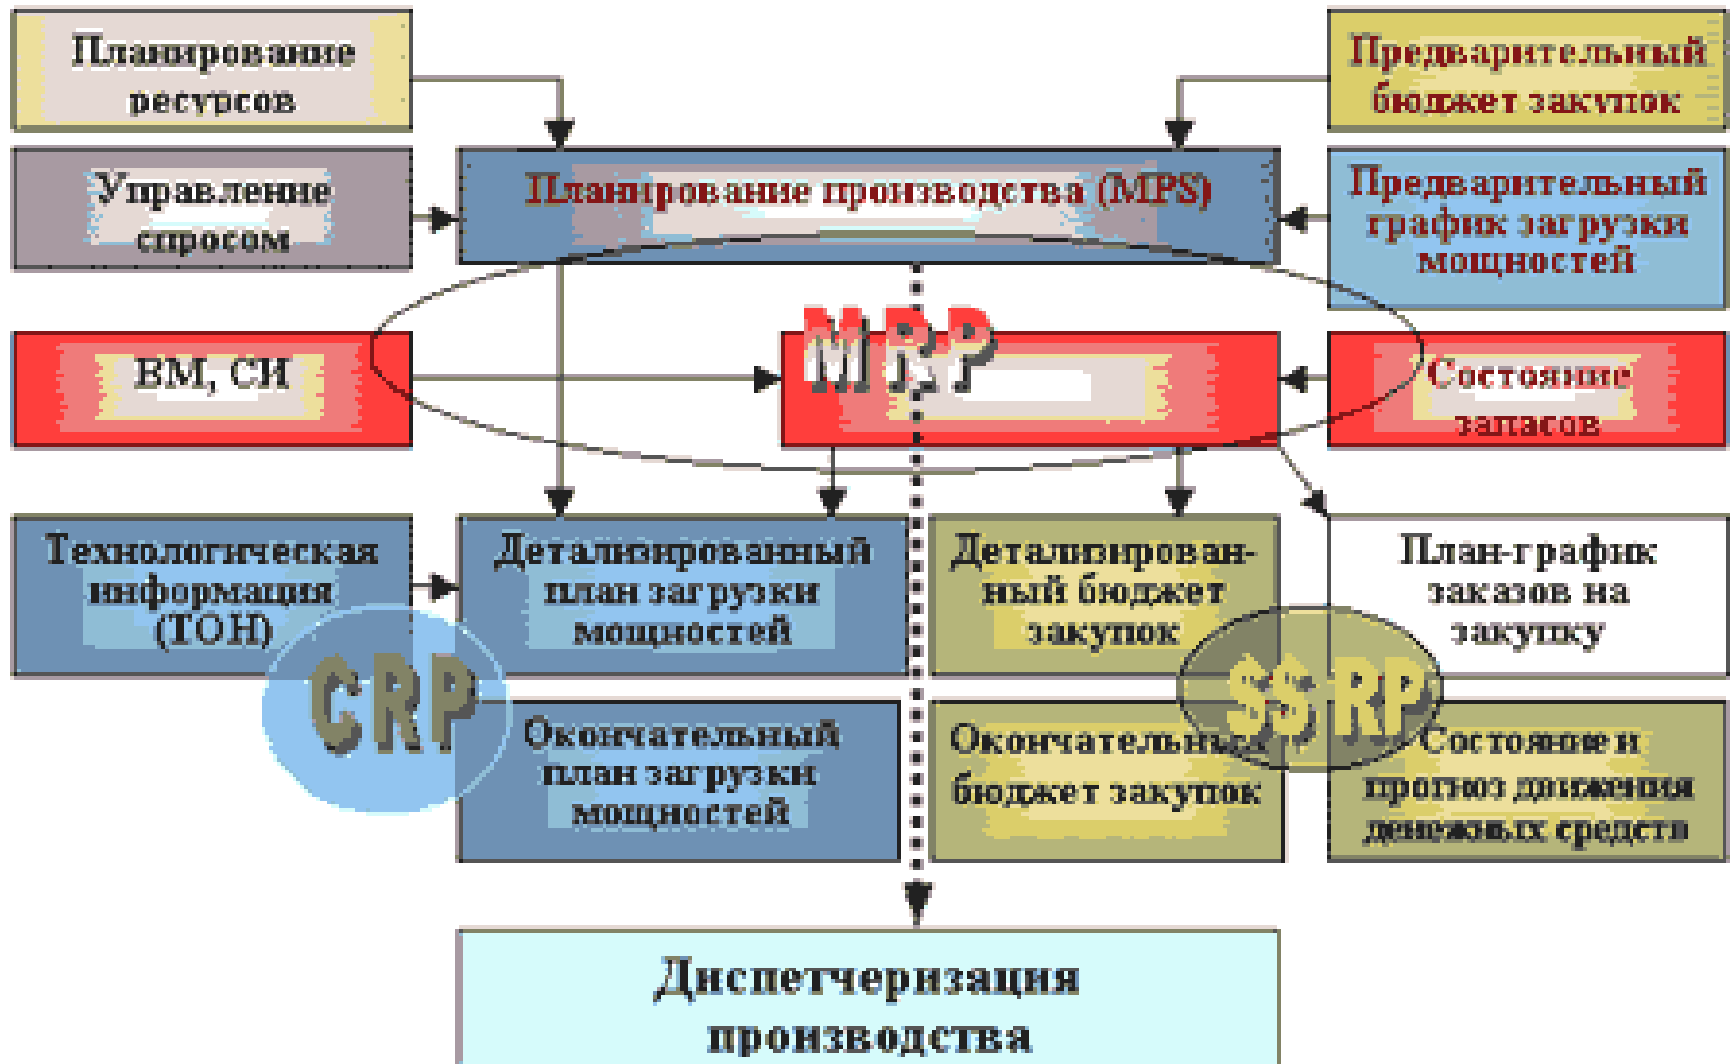 Планирование
ресурсов
Предварительный
бюджет закупок
Управление
спросом
Планирование производства (MPS)
Предварительный
график загрузки
мощностей
ВМ, СИ
MRP
Состояние
запасов
Технологическая
информация
(ТОН)
Детализированный
план загрузки
мощностей
Детализирован-
ный бюджет
закупок
План-график
заказов на
закупку
CRP
SSRP
Окончательный
план загрузки
мощностей
Окончательный
бюджет закупок
Состояние и
прогноз движения
денежных средств
Диспетчеризация
производства